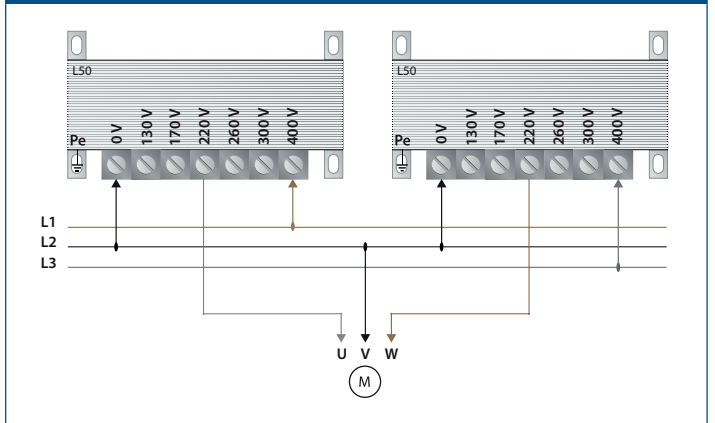 L50
Pe
0 V
130 V
170 V
220 V
260 V
300 V
400 V
L50
Pe
0 V
130 V
170 V
220 V
260 V
300 V
400 V
L1
L2
L3
U V W
M